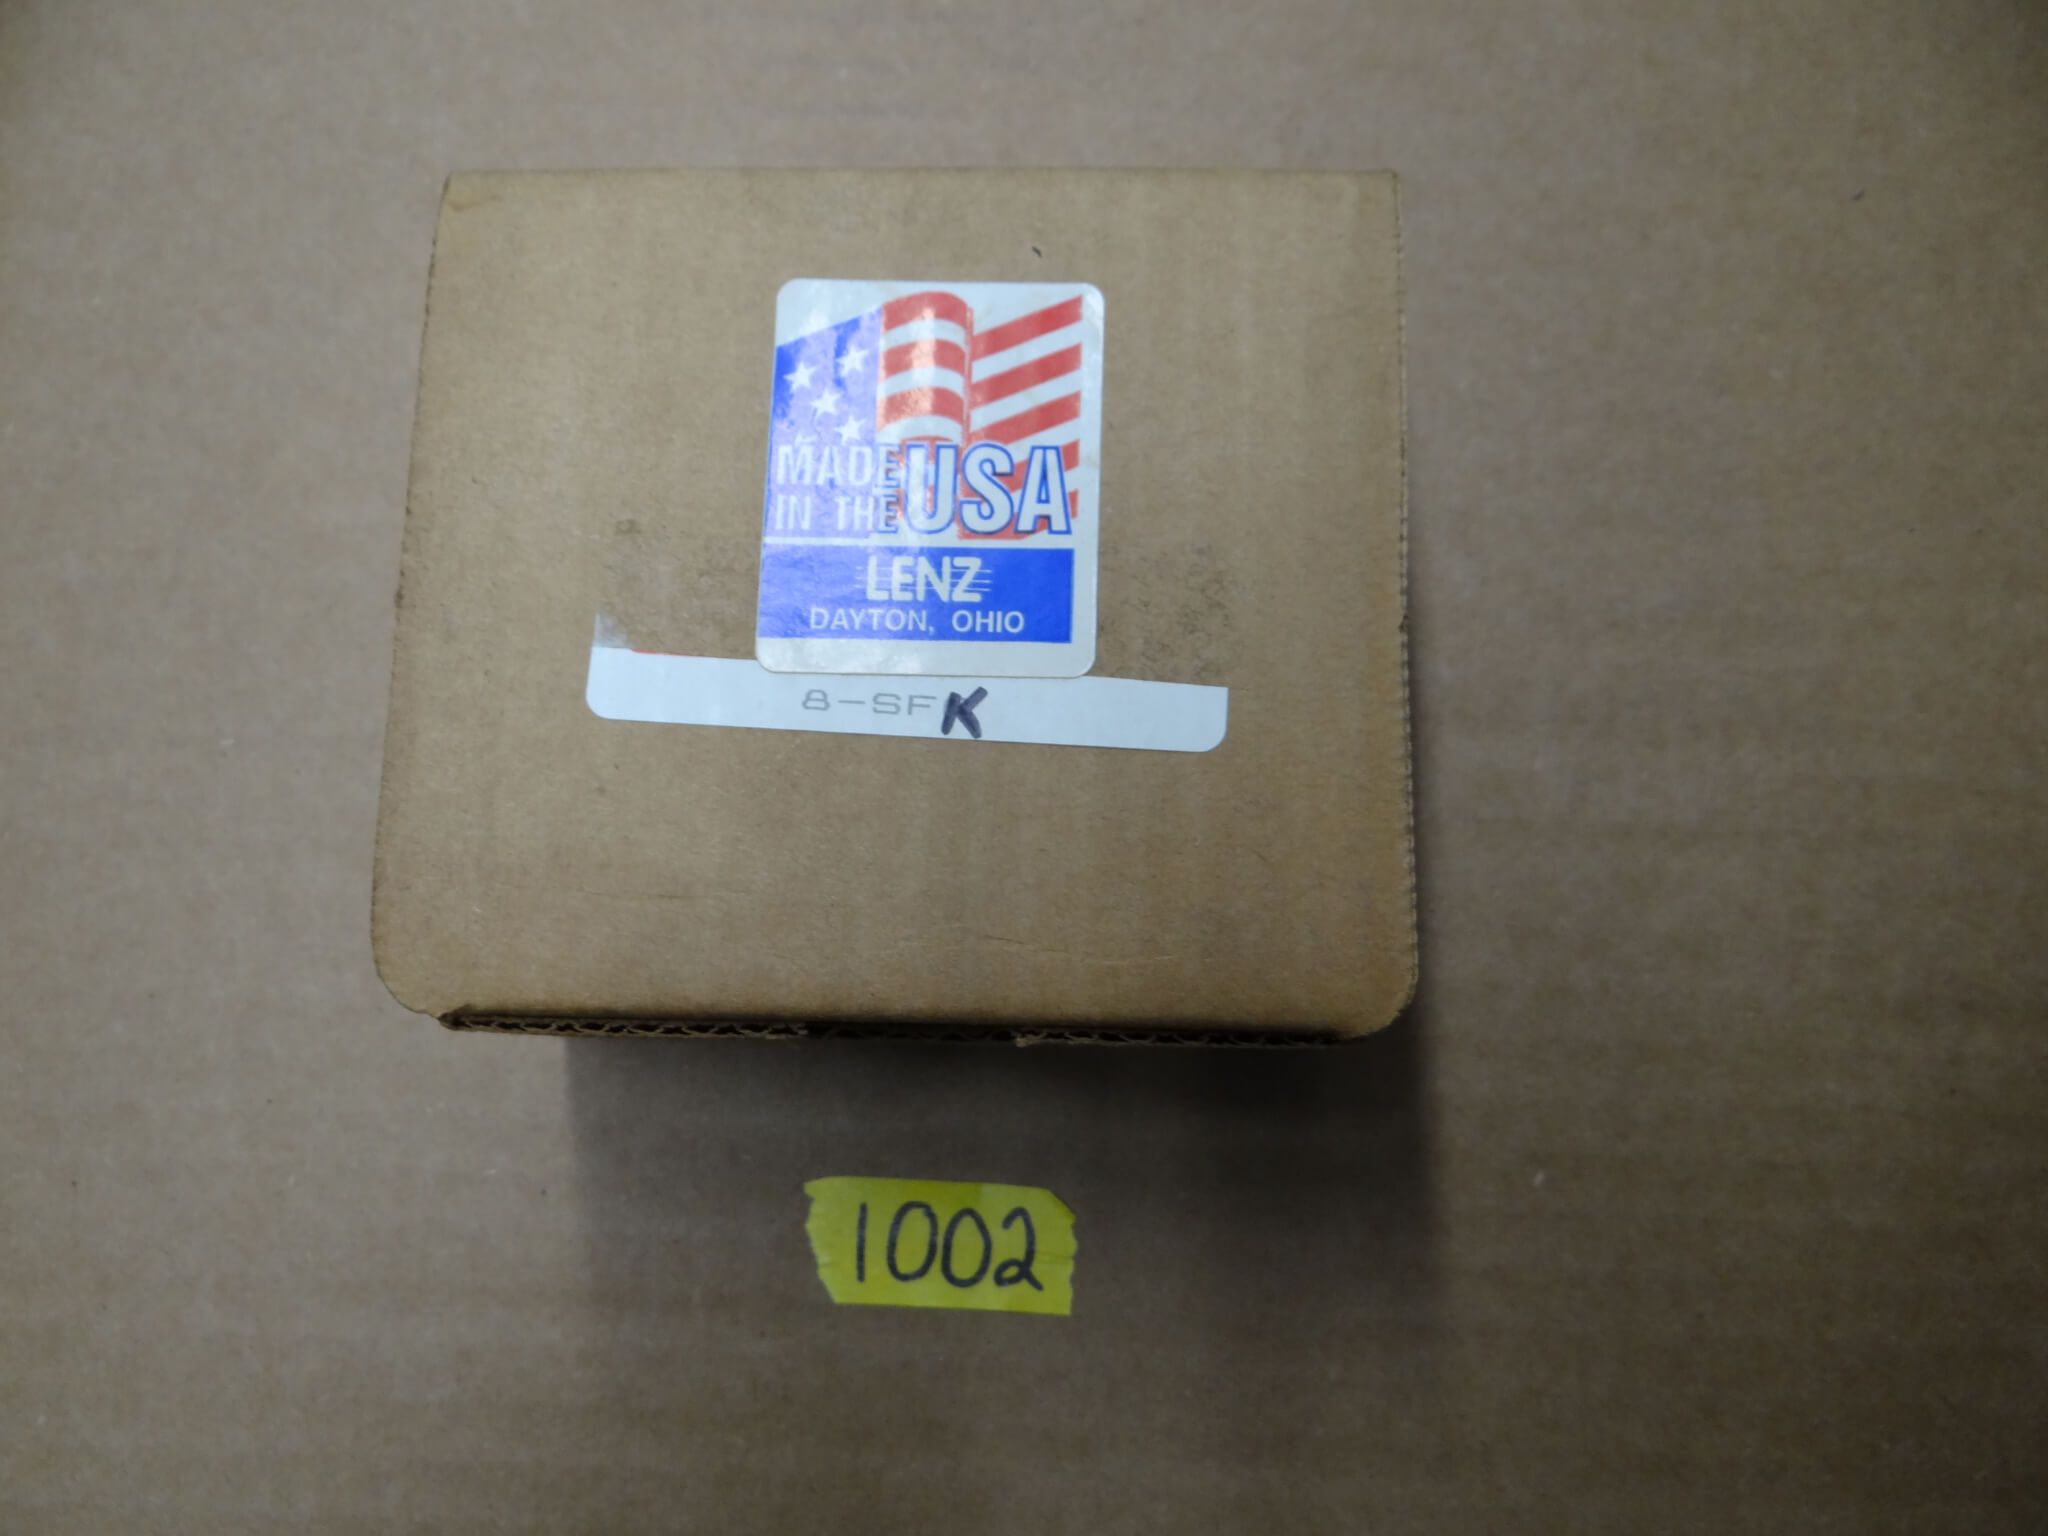 MADE
IN THE USA
LENZ
DAYTON, OHIO
8-SFK
1002